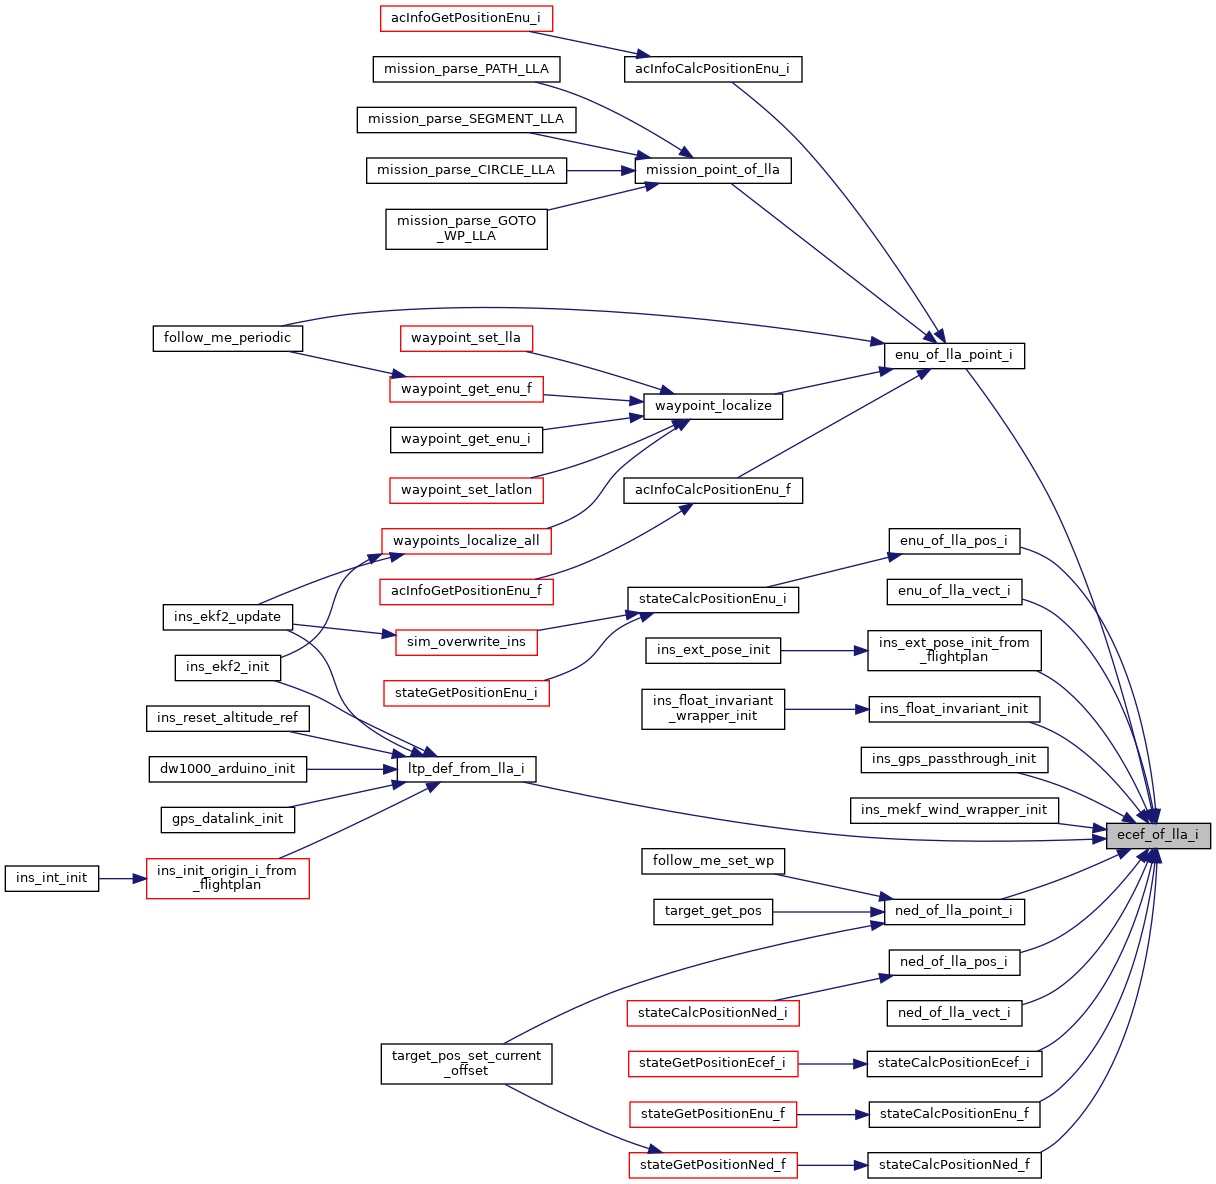 acInfoGetPositionEnu_i
mission_parse_PATH_LLA
acInfoCalcPositionEnu_i
mission_parse_SEGMENT_LLA
mission_parse_CIRCLE_LLA
mission_point_of_lla
mission_parse_GOTO
_WP_LLA
follow_me_periodic
waypoint_set_lla
enu_of_lla_point_i
waypoint_get_enu_f
waypoint_localize
waypoint_get_enu_i
waypoint_set_latlon
acInfoCalcPositionEnu_f
waypoints_localize_all
enu_of_lla_pos_i
acInfoGetPositionEnu_f
stateCalcPositionEnu_i
enu_of_lla_vect_i
ins_ekf2_update
sim_overwrite_ins
ins_ext_pose_init
ins_ext_pose_init_from
_flightplan
ins_ekf2_init
stateGetPositionEnu_i
ins_float_invariant
_wrapper_init
ins_float_invariant_init
ins_reset_altitude_ref
dw1000_arduino_init
ltp_def_from_lla_i
ins_gps_passthrough_init
gps_datalink_init
ins_mekf_wind_wrapper_init
ecef_of_lla_i
ins_int_init
ins_init_origin_i_from
_flightplan
follow_me_set_wp
target_get_pos
ned_of_lla_point_i
ned_of_lla_pos_i
stateCalcPositionNed_i
ned_of_lla_vect_i
target_pos_set_current
_offset
stateGetPositionEcef_i
stateCalcPositionEcef_i
stateGetPositionEnu_f
stateCalcPositionEnu_f
stateGetPositionNed_f
stateCalcPositionNed_f